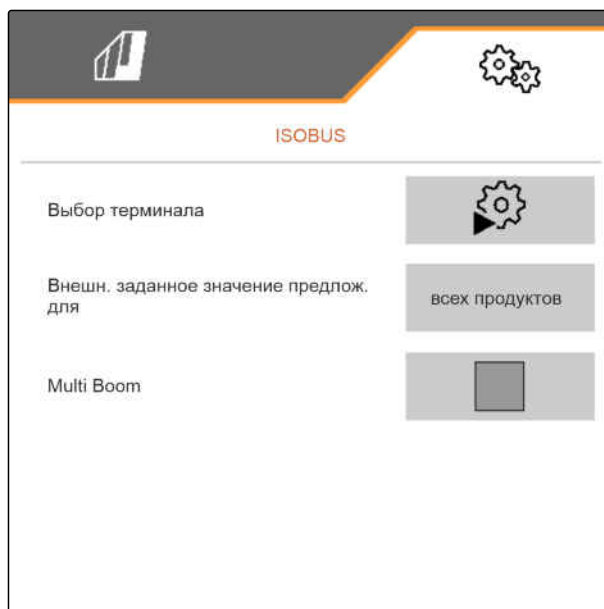 ISOBUS
Выбор терминала
Внешн. заданное значение предлож.
для
всех продуктов
Multi Boom